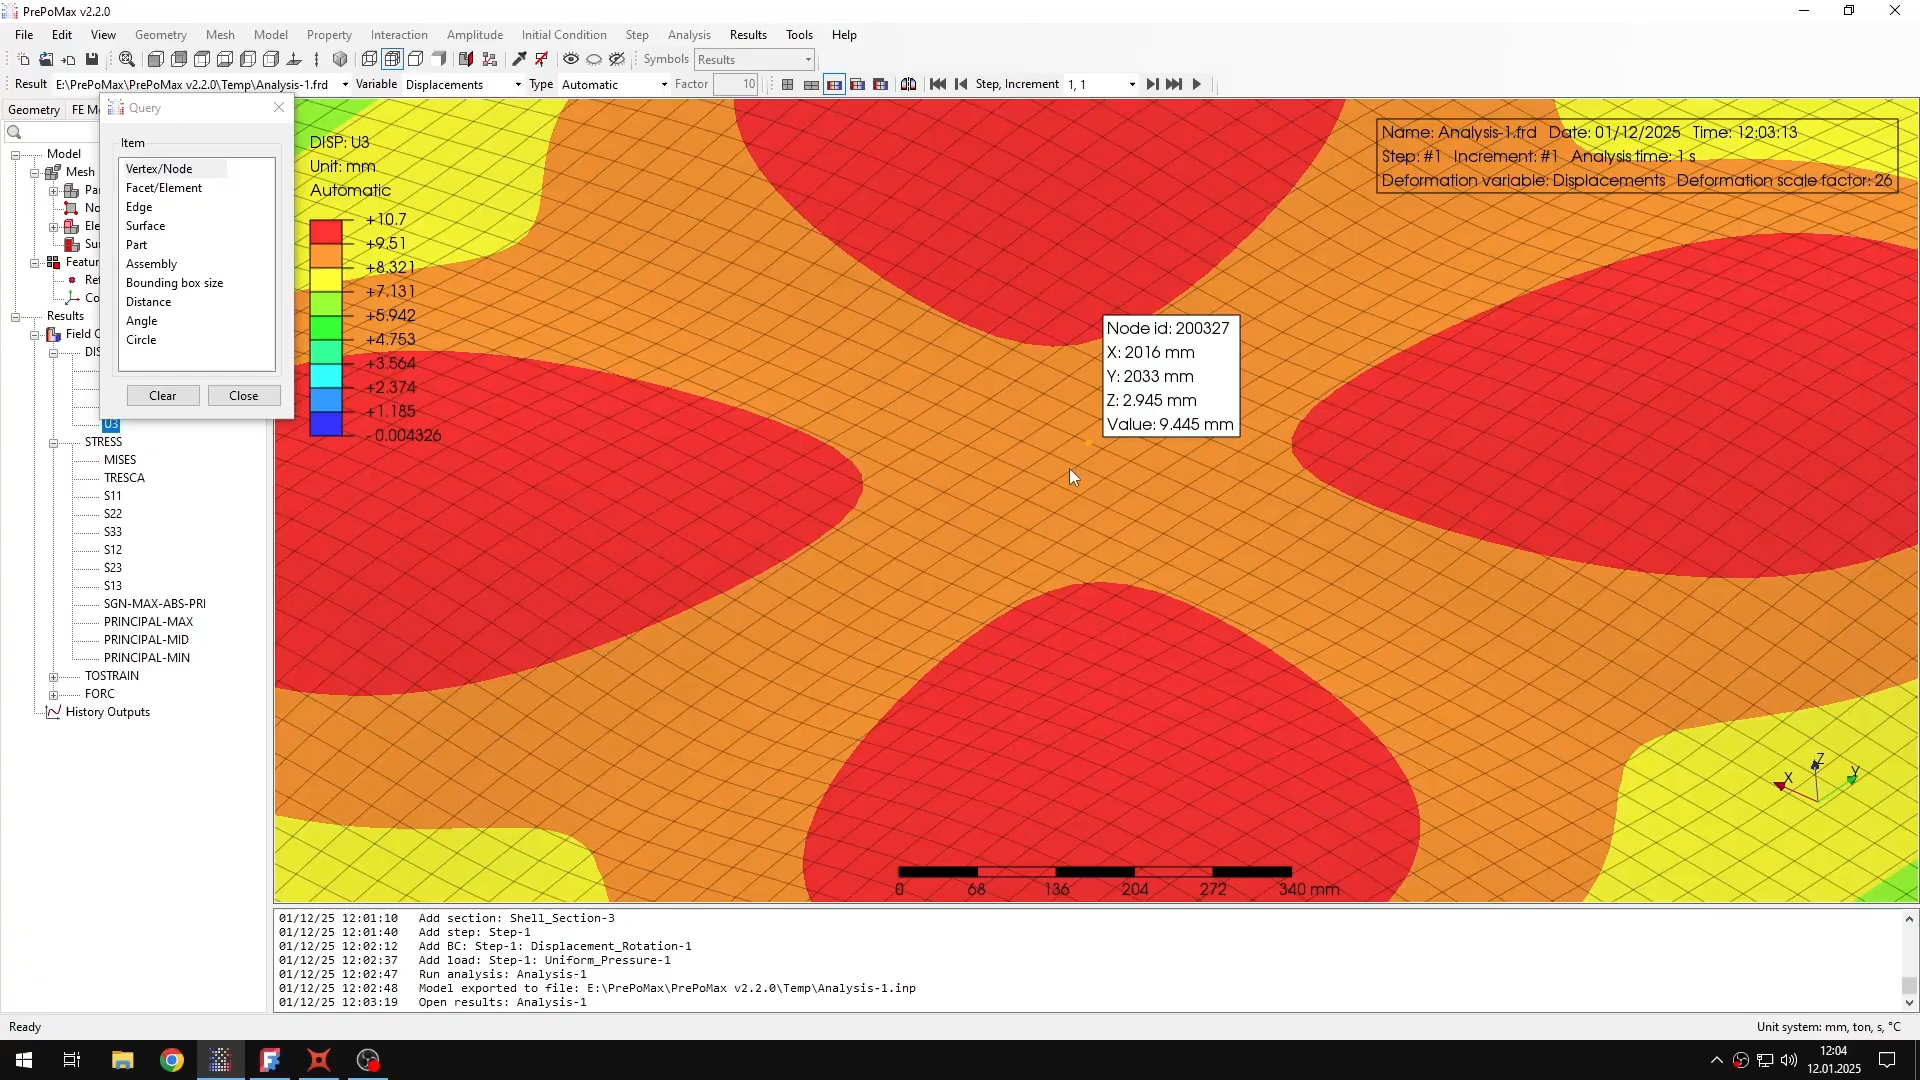 PrePoMax v2.2.0
File Edit View Geometry Mesh Model Property Interaction Amplitude Initial Condition Step Analysis Results Tools Help
Symbols Results
Result E:\PrePoMax\PrePoMax v2.2.0\Temp\Analysis-1.frd Variable Displacements Type Automatic Factor 10 Step, Increment 1, 1
Geometry FE M
Query
Item
Vertex/Node
Facet/Element
Edge
Surface
Part
Assembly
Bounding box size
Distance
Angle
Circle
Clear Close
Model
Mesh
Pa
No
Ele
Su
Featur
Re
Co
Results
Field O
DIS
U3
STRESS
MISES
TRESCA
S11
S22
S33
S12
S23
S13
SGN-MAX-ABS-PRI
PRINCIPAL-MAX
PRINCIPAL-MID
PRINCIPAL-MIN
TOSTRAIN
FORC
History Outputs
DISP: U3
Unit: mm
Automatic
+10.7
+9.51
+8.321
+7.131
+5.942
+4.753
+3.564
+2.374
+1.185
-0.004326
Name: Analysis-1.frd Date: 01/12/2025 Time: 12:03:13
Step: #1 Increment: #1 Analysis time: 1 s
Deformation variable: Displacements Deformation scale factor: 26
Node id: 200327
X: 2016 mm
Y: 2033 mm
Z: 2.945 mm
Value: 9.445 mm
X Z Y
0 68 136 204 272 340 mm
01/12/25 12:01:10 Add section: Shell_Section-3
01/12/25 12:01:40 Add step: Step-1
01/12/25 12:02:12 Add BC: Step-1: Displacement_Rotation-1
01/12/25 12:02:37 Add load: Step-1: Uniform_Pressure-1
01/12/25 12:02:47 Run analysis: Analysis-1
01/12/25 12:02:48 Model exported to file: E:\PrePoMax\PrePoMax v2.2.0\Temp\Analysis-1.inp
01/12/25 12:03:19 Open results: Analysis-1
Ready Unit system: mm, ton, s, °C
12:04
12.01.2025